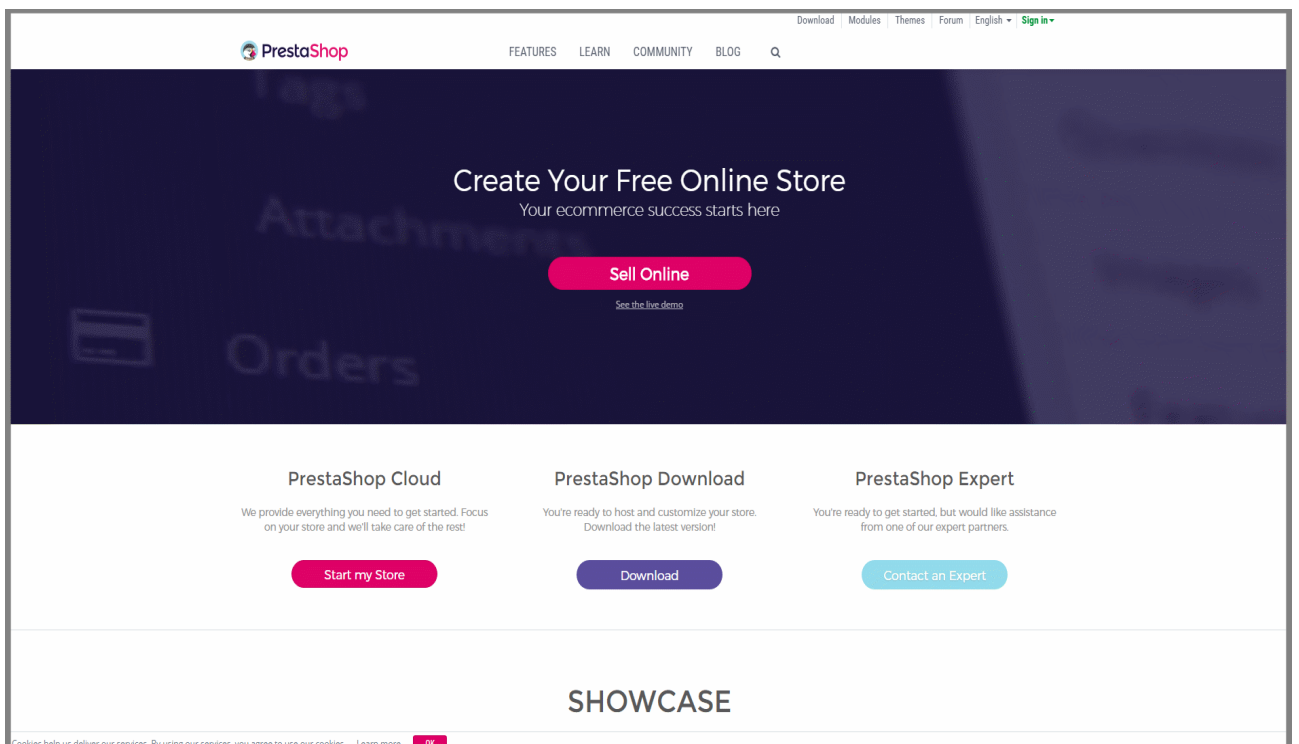 Download Modules Themes Forum English Sign in
PrestaShop
FEATURES LEARN COMMUNITY BLOG
Tags
Attachments
Orders
Images
Create Your Free Online Store
Your ecommerce success starts here
Sell Online
See the live demo
PrestaShop Cloud
We provide everything you need to get started. Focus
on your store and we'll take care of the rest!
Start my Store
PrestaShop Download
You're ready to host and customize your store.
Download the latest version!
Download
PrestaShop Expert
You're ready to get started, but would like assistance
from one of our expert partners.
Contact an Expert
SHOWCASE
Cookies help us deliver our services. By using our services, you agree to use our cookies. Learn more OK